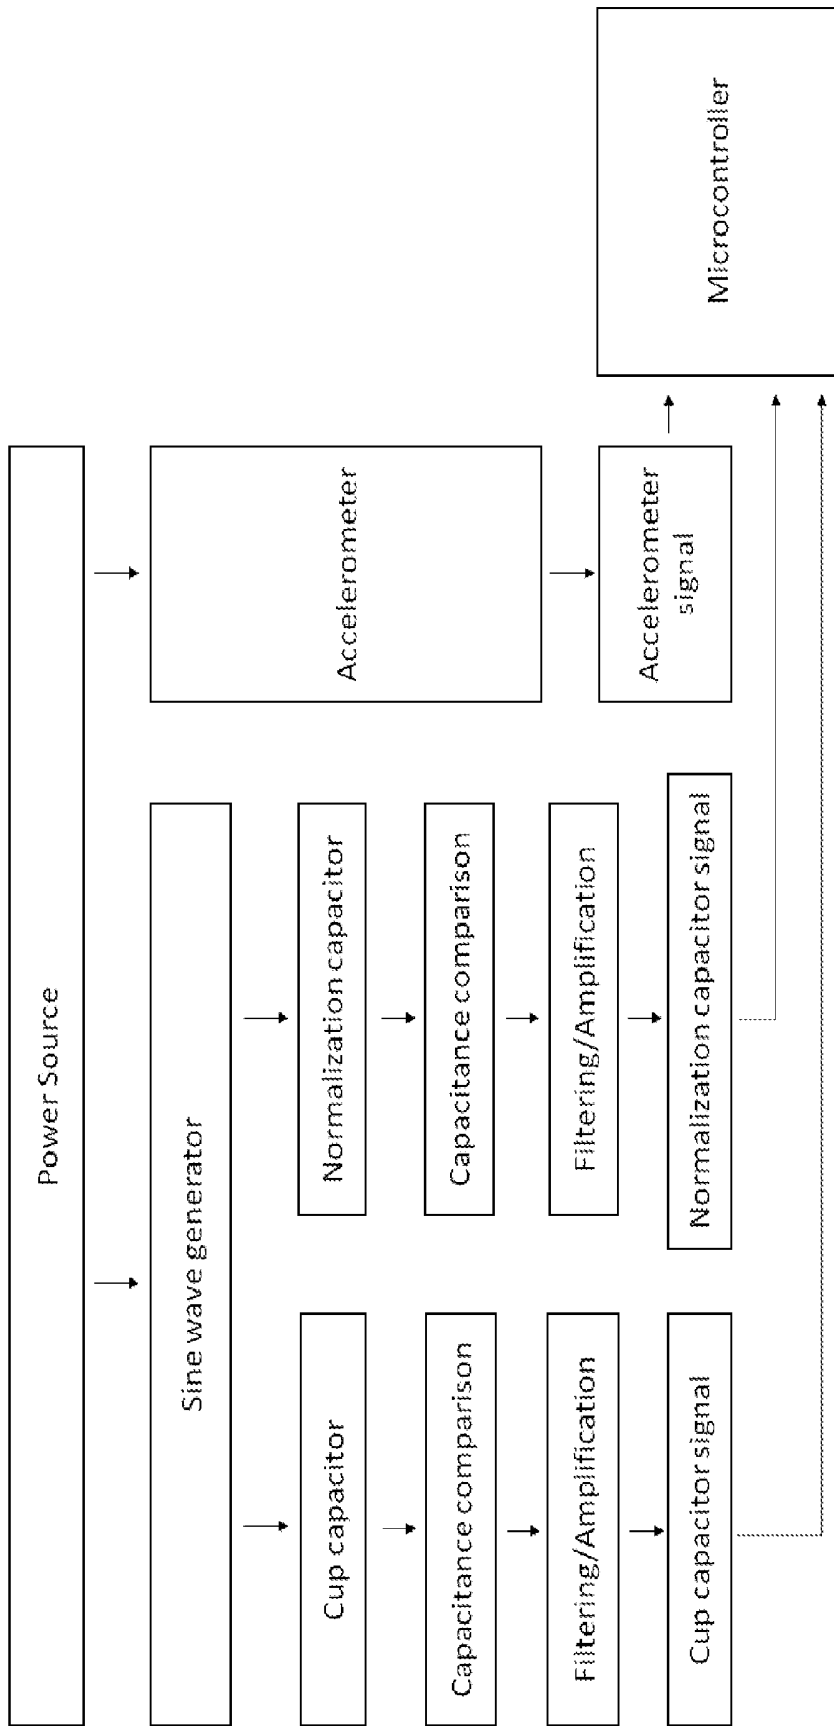 Power Source
Sine wave generator
Cup capacitor
Capacitance comparison
Filtering/Amplification
Cup capacitor signal
Normalization capacitor
Capacitance comparison
Filtering/Amplification
Normalization capacitor signal
Accelerometer
Accelerometer
signal
Microcontroller